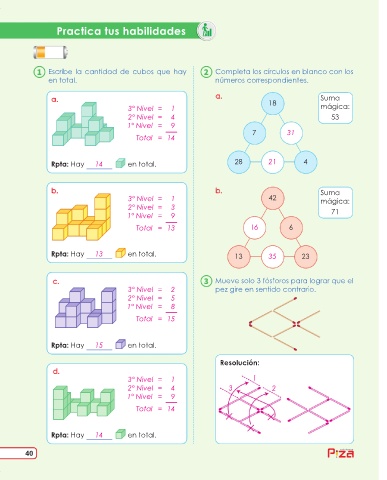 Practica tus habilidades
1 Escribe la cantidad de cubos que hay
en total.
a.
3° Nivel = 1
2° Nivel = 4
1° Nivel = 9
Total = 14
Rpta: Hay 14 en total.
b.
3° Nivel = 1
2° Nivel = 3
1° Nivel = 9
Total = 13
Rpta: Hay 13 en total.
c.
3° Nivel = 2
2° Nivel = 5
1° Nivel = 8
Total = 15
Rpta: Hay 15 en total.
d.
3° Nivel = 1
2° Nivel = 4
1° Nivel = 9
Total = 14
Rpta: Hay 14 en total.
2 Completa los círculos en blanco con los
números correspondientes.
a.
Suma
mágica:
53
18
7 31
28 21 4
b.
Suma
mágica:
71
42
16 6
13 35 23
3 Mueve solo 3 fósforos para lograr que el
pez gire en sentido contrario.
Resolución:
1
3 2
40